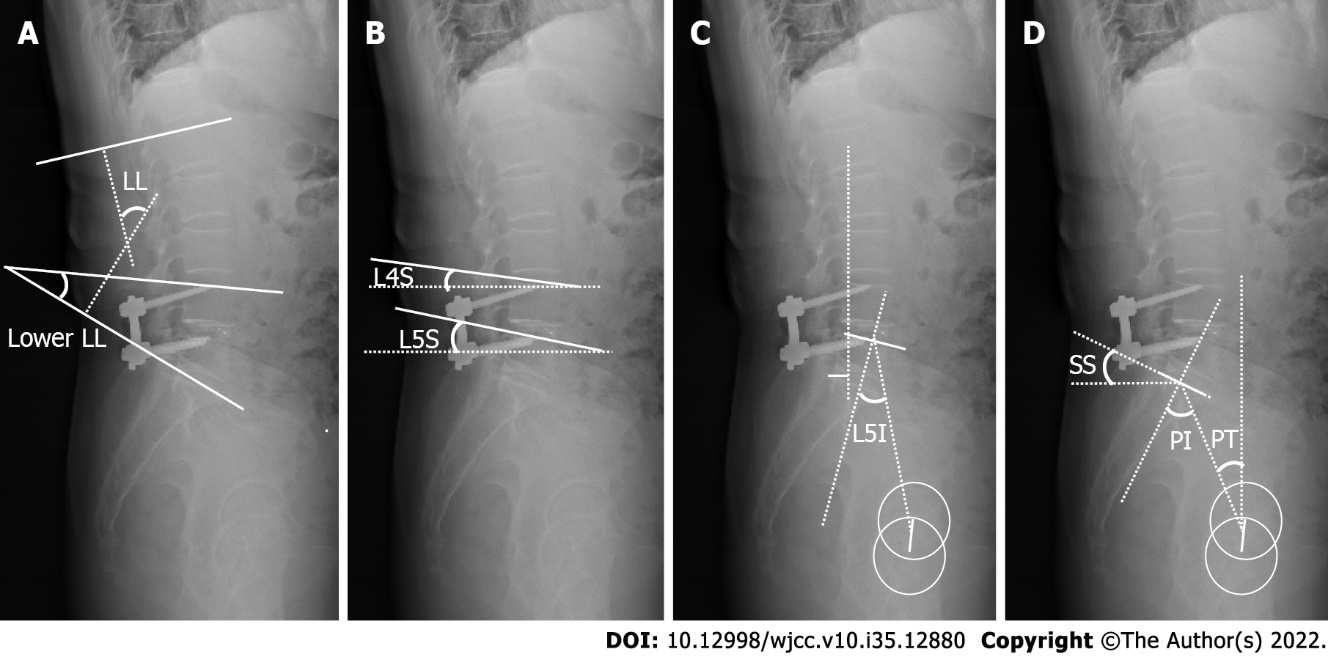 A
B
C
D
LL
Lower LL
L4S
L5S
L5I
SS
PI
PT
DOI: 10.12998/wjcc.v10.i35.12880 Copyright ©The Author(s) 2022.